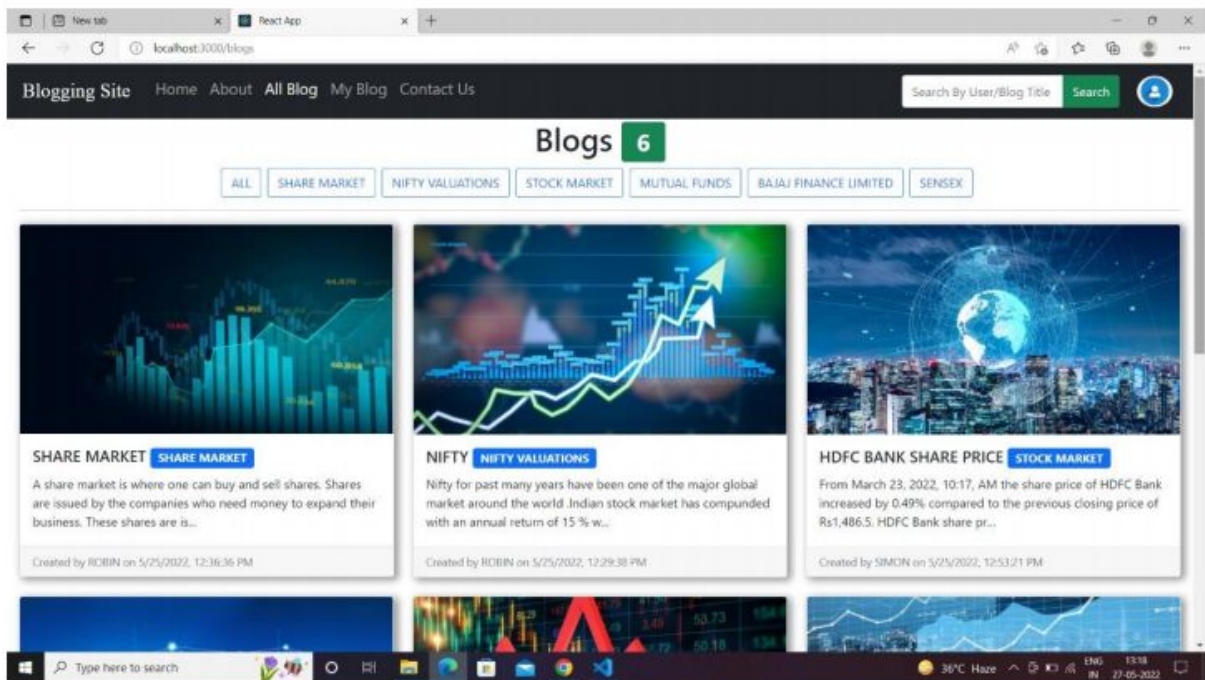 New tab
React App
localhost:3000/blogs
Blogging Site Home About All Blog My Blog Contact Us
Search By User/Blog Title Search
Blogs 6
ALL SHARE MARKET NIFTY VALUATIONS STOCK MARKET MUTUAL FUNDS BAJAJ FINANCE LIMITED SENSEX
SHARE MARKET SHARE MARKET
A share market is where one can buy and sell shares. Shares
are issued by the companies who need money to expand their
business. These shares are is...
Created by ROBIN on 5/25/2022, 12:36:36 PM
NIFTY NIFTY VALUATIONS
Nifty for past many years have been one of the major global
market around the world .Indian stock market has compunded
with an annual return of 15 % w...
Created by ROBIN on 5/25/2022, 12:29:38 PM
HDFC BANK SHARE PRICE STOCK MARKET
From March 23, 2022, 10:17, AM the share price of HDFC Bank
increased by 0.49% compared to the previous closing price of
Rs1,486.5. HDFC Bank share pr...
Created by SIMON on 5/25/2022, 12:53:21 PM
53.73
50.18
Type here to search
36°C Haze
ENG 13:18
IN 27-05-2022